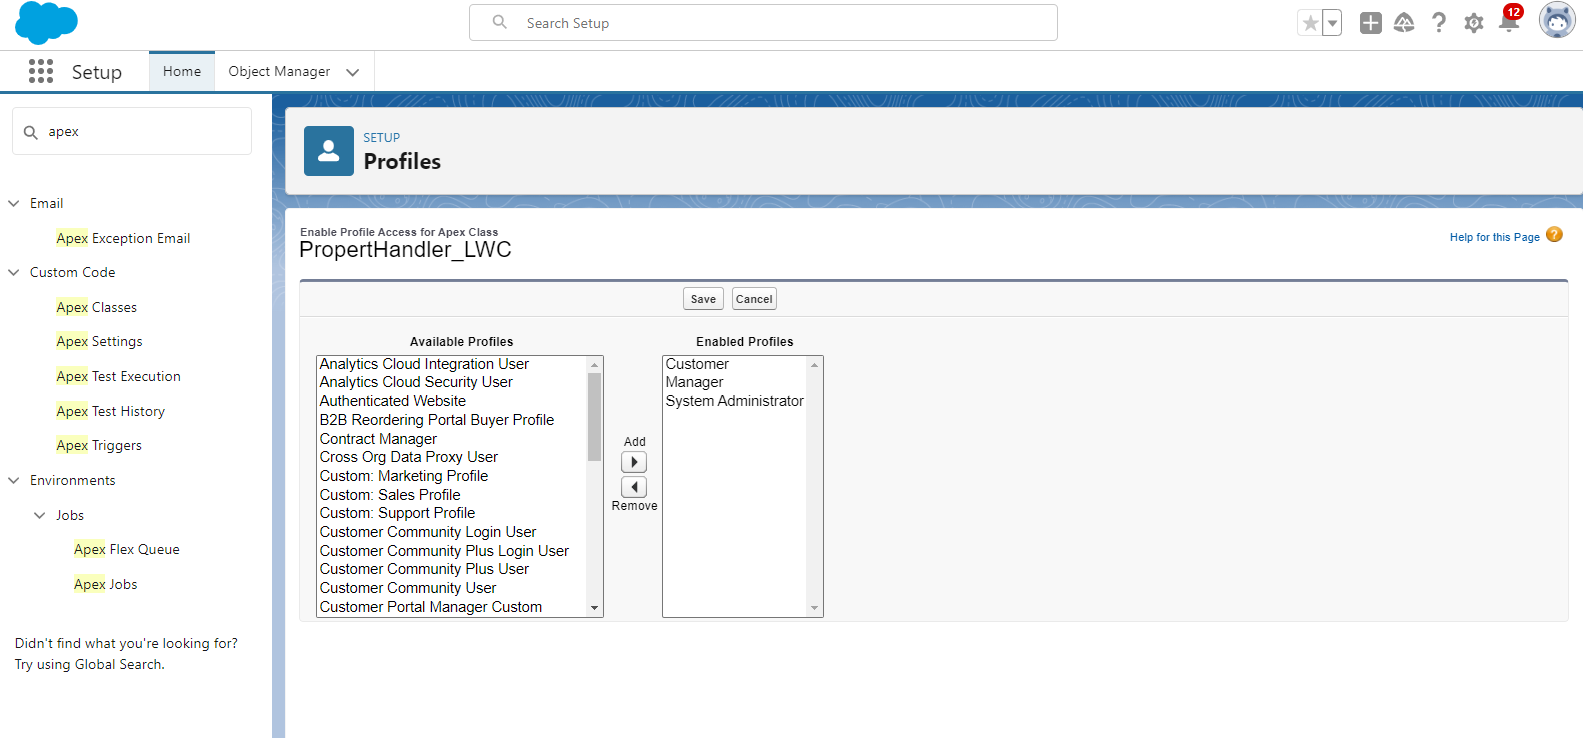 Search Setup
12
Setup
Home
Object Manager
apex
Email
Apex Exception Email
Custom Code
Apex Classes
Apex Settings
Apex Test Execution
Apex Test History
Apex Triggers
Environments
Jobs
Apex Flex Queue
Apex Jobs
Didn't find what you're looking for?
Try using Global Search.
SETUP
Profiles
Enable Profile Access for Apex Class
PropertHandler_LWC
Help for this Page ?
Save Cancel
Available Profiles
Analytics Cloud Integration User
Analytics Cloud Security User
Authenticated Website
B2B Reordering Portal Buyer Profile
Contract Manager
Cross Org Data Proxy User
Custom: Marketing Profile
Custom: Sales Profile
Custom: Support Profile
Customer Community Login User
Customer Community Plus Login User
Customer Community Plus User
Customer Community User
Customer Portal Manager Custom
Add
Remove
Enabled Profiles
Customer
Manager
System Administrator